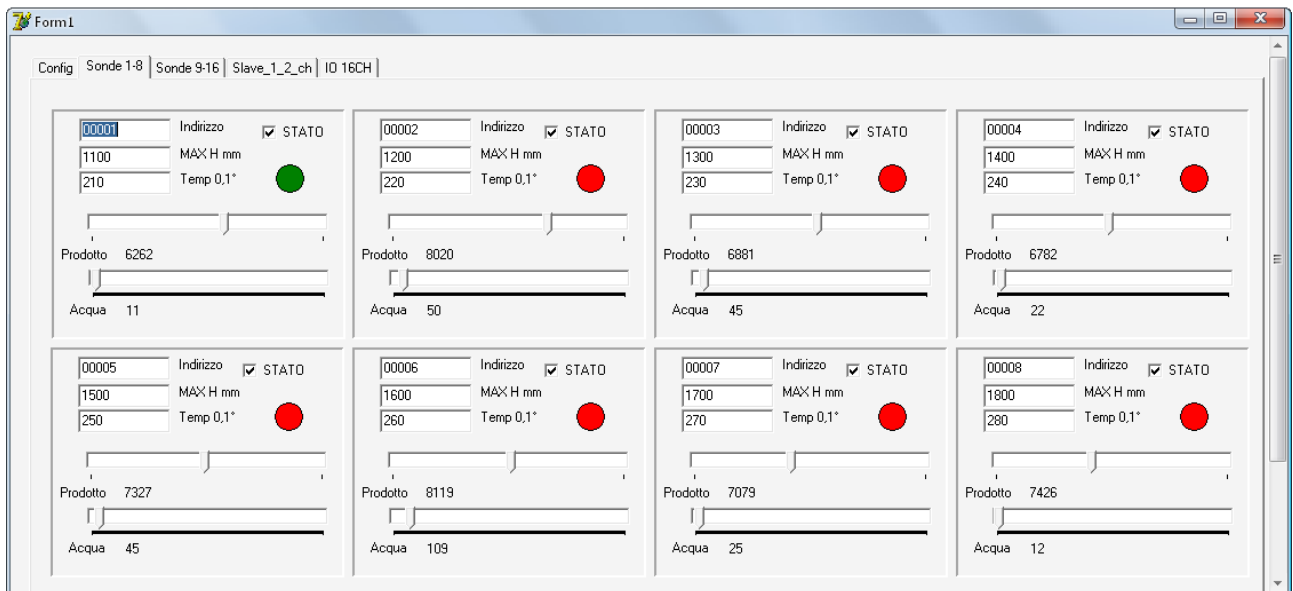 Form1
Config Sonde 1-8 Sonde 9-16 Slave_1_2_ch IO 16CH
00001 Indirizzo STATO
1100 MAX H mm
210 Temp 0,1°
Prodotto 6262
Acqua 11
00002 Indirizzo STATO
1200 MAX H mm
220 Temp 0,1°
Prodotto 8020
Acqua 50
00003 Indirizzo STATO
1300 MAX H mm
230 Temp 0,1°
Prodotto 6881
Acqua 45
00004 Indirizzo STATO
1400 MAX H mm
240 Temp 0,1°
Prodotto 6782
Acqua 22
00005 Indirizzo STATO
1500 MAX H mm
250 Temp 0,1°
Prodotto 7327
Acqua 45
00006 Indirizzo STATO
1600 MAX H mm
260 Temp 0,1°
Prodotto 8119
Acqua 109
00007 Indirizzo STATO
1700 MAX H mm
270 Temp 0,1°
Prodotto 7079
Acqua 25
00008 Indirizzo STATO
1800 MAX H mm
280 Temp 0,1°
Prodotto 7426
Acqua 12